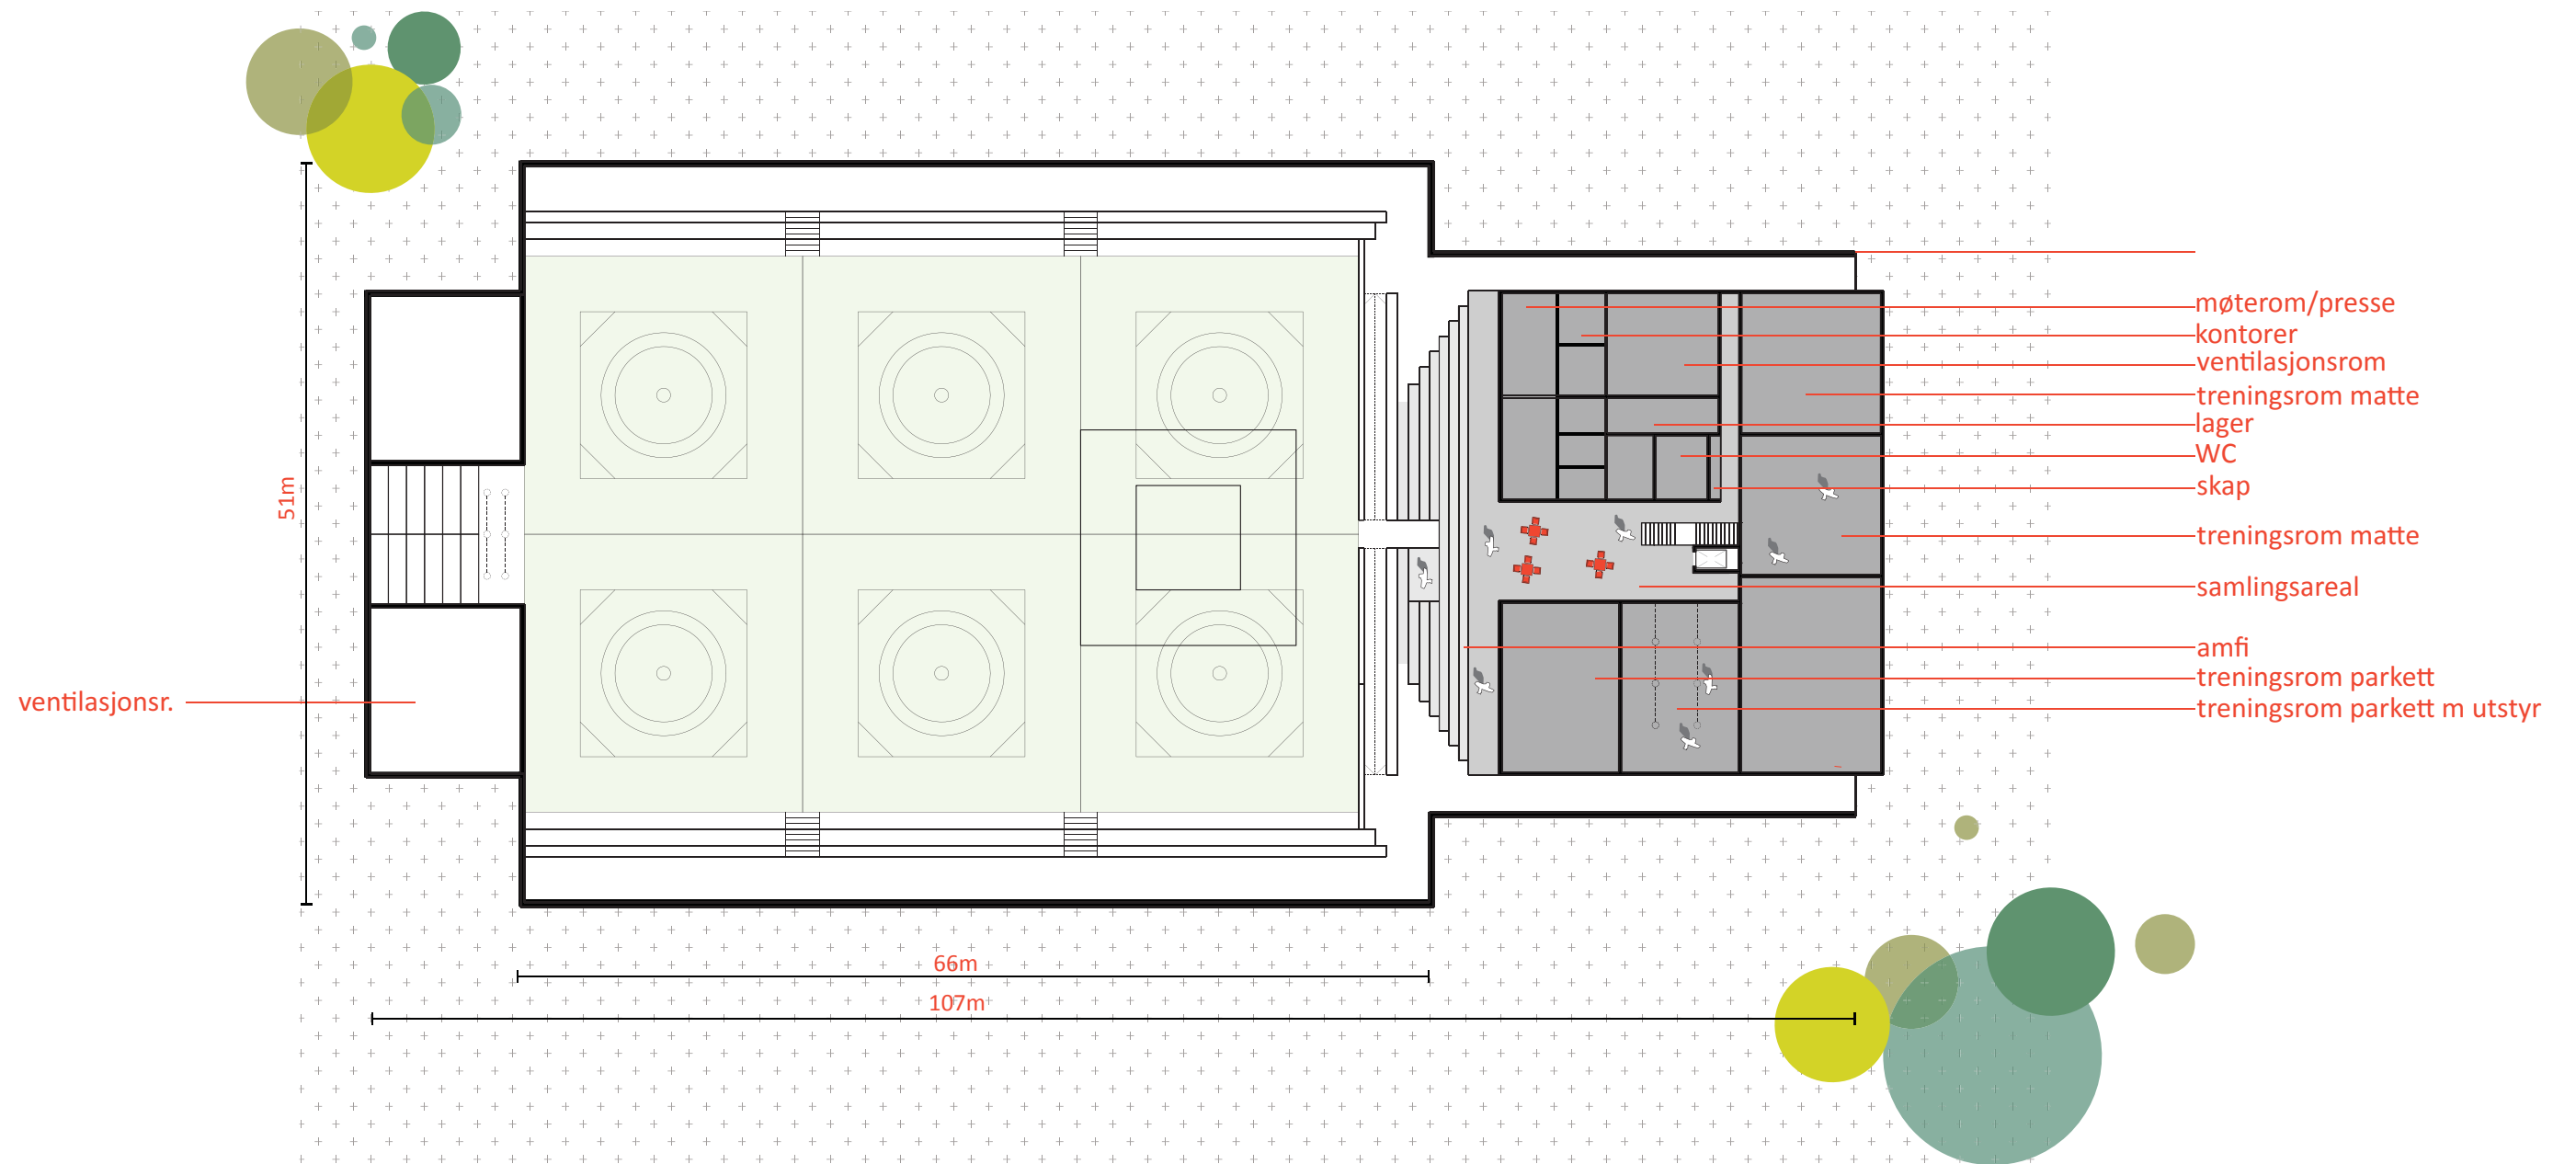 møterom/presse
kontorer
ventilasjonsrom
treningsrom matte
lager
WC
skap
treningsrom matte
samlingsareal
amfi
treningsrom parkett
treningsrom parkett m utstyr
51m
ventilasjonsr.
66m
107m